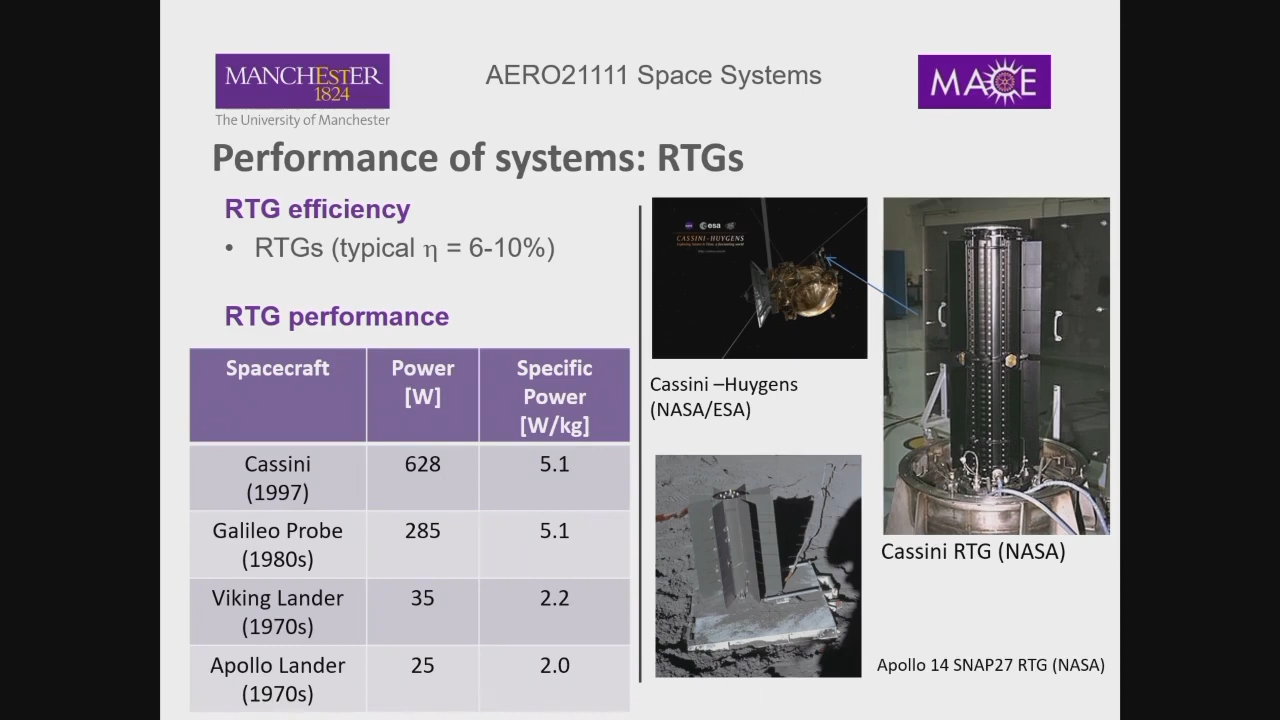 MANCHEstER
1824
The University of Manchester
AERO21111 Space Systems
MACE
Performance of systems: RTGs
RTG efficiency
• RTGs (typical η = 6-10%)
RTG performance
Spacecraft
Power
[W]
Specific
Power
[W/kg]
Cassini
(1997)
628
5.1
Galileo Probe
(1980s)
285
5.1
Viking Lander
(1970s)
35
2.2
Apollo Lander
(1970s)
25
2.0
esa
CASSINI-HUYGENS
Cassini –Huygens
(NASA/ESA)
Cassini RTG (NASA)
Apollo 14 SNAP27 RTG (NASA)